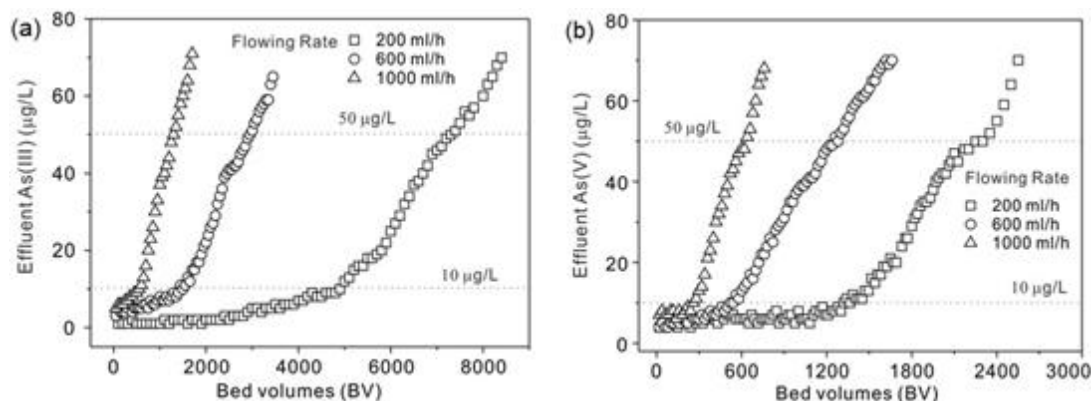 (a)
80
60
40
20
0
Effluent As(III) (μg/L)
Flowing Rate
200 ml/h
600 ml/h
1000 ml/h
50 μg/L
10 μg/L
0 2000 4000 6000 8000
Bed volumes (BV)
(b)
80
60
40
20
0
Effluent As(V) (μg/L)
50 μg/L
Flowing Rate
200 ml/h
600 ml/h
1000 ml/h
10 μg/L
0 600 1200 1800 2400 3000
Bed volumes (BV)